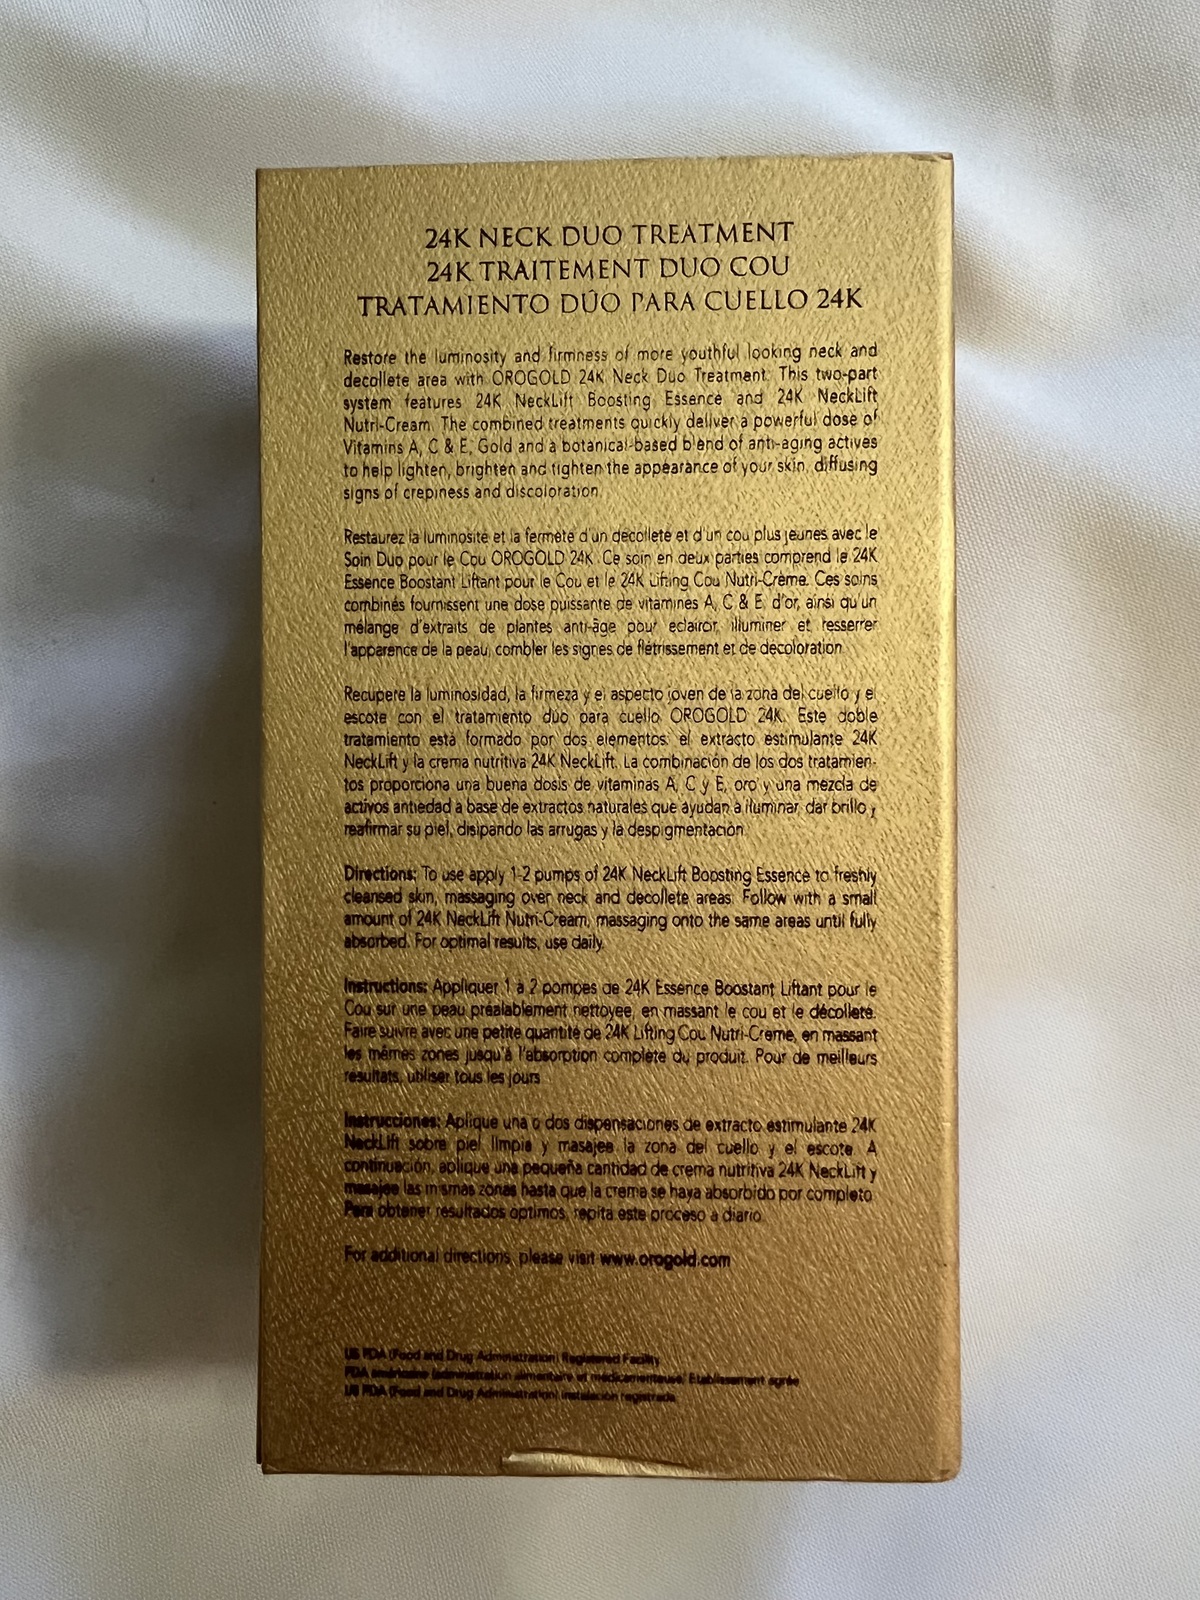 24K NECK DUO TREATMENT
24K TRAITEMENT DUO COU
TRATAMIENTO DÚO PARA CUELLO 24K
Restore the luminosity and firmness of more youthful looking neck and
decollete area with OROGOLD 24K Neck Duo Treatment. This two-part
system features 24K NeckLift Boosting Essence and 24K NeckLift
Nutri-Cream. The combined treatments quickly deliver a powerful dose of
Vitamins A, C & E, Gold and a botanical-based blend of anti-aging actives
to help lighten, brighten and tighten the appearance of your skin, diffusing
signs of crepiness and discoloration.
Restaurez la luminosité et la fermeté d'un décolleté et d'un cou plus jeunes avec le
Soin Duo pour le Cou OROGOLD 24K. Ce soin en deux parties comprend le 24K
Essence Boostant Liftant pour le Cou et le 24K Lifting Cou Nutri-Crème. Ces soins
combinés fournissent une dose puissante de vitamines A, C & E, d'or, ainsi qu'un
mélange d'extraits de plantes anti-âge pour éclaircir, illuminer et resserrer
l'apparence de la peau, combler les signes de flétrissement et de décoloration.
Recupere la luminosidad, la firmeza y el aspecto joven de la zona del cuello y el
escote con el tratamiento dúo para cuello OROGOLD 24K. Este doble
tratamiento está formado por dos elementos: el extracto estimulante 24K
NeckLift y la crema nutritiva 24K NeckLift. La combinación de los dos tratamien-
tos proporciona una buena dosis de vitaminas A, C y E, oro y una mezcla de
activos antiedad a base de extractos naturales que ayudan a iluminar, dar brillo y
reafirmar su piel, disipando las arrugas y la despigmentación.
Directions: To use apply 1-2 pumps of 24K NeckLift Boosting Essence to freshly
cleansed skin, massaging over neck and decollete areas. Follow with a small
amount of 24K NeckLift Nutri-Cream, massaging onto the same areas until fully
absorbed. For optimal results, use daily.
Instructions: Appliquer 1 à 2 pompes de 24K Essence Boostant Liftant pour le
Cou sur une peau préalablement nettoyée, en massant le cou et le décolleté.
Faire suivre avec une petite quantité de 24K Lifting Cou Nutri-Creme, en massant
les mêmes zones jusqu'à l'absorption complète du produit. Pour de meilleurs
résultats, utiliser tous les jours.
Instrucciones: Aplique una o dos dispensaciones de extracto estimulante 24K
NeckLift sobre piel limpia y masajee la zona del cuello y el escote. A
continuación, aplique una pequeña cantidad de crema nutritiva 24K NeckLift y
masajee las mismas zonas hasta que la crema se haya absorbido por completo.
Para obtener resultados óptimos, repita este proceso a diario.
For additional directions, please visit www.orogold.com
US FDA (Food and Drug Administration) Registered Facility
FDA américaine (administration alimentaire et médicamenteuse) Etablissement agréé
US FDA (Food and Drug Administration) instalación registrada